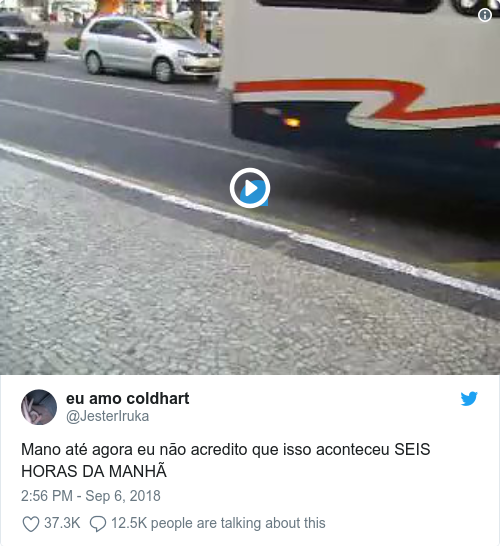 eu amo coldhart
@JesterIruka
Mano até agora eu não acredito que isso aconteceu SEIS
HORAS DA MANHÃ
2:56 PM - Sep 6, 2018
37.3K 12.5K people are talking about this